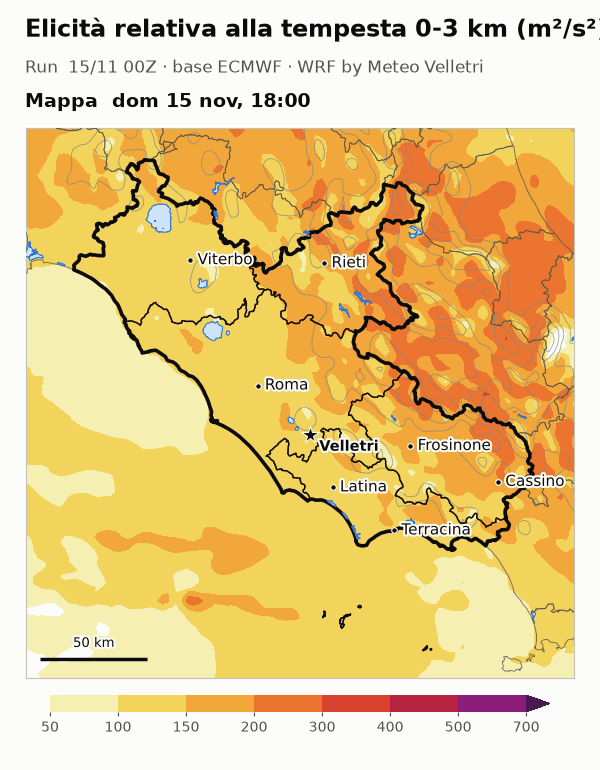 Elicità relativa alla tempesta 0-3 km (m²/s²)
Run 15/11 00Z · base ECMWF · WRF by Meteo Velletri
Mappa dom 15 nov, 18:00
Viterbo
Rieti
Roma
Velletri
Frosinone
Cassino
Latina
Terracina
50 km
50 100 150 200 300 400 500 700